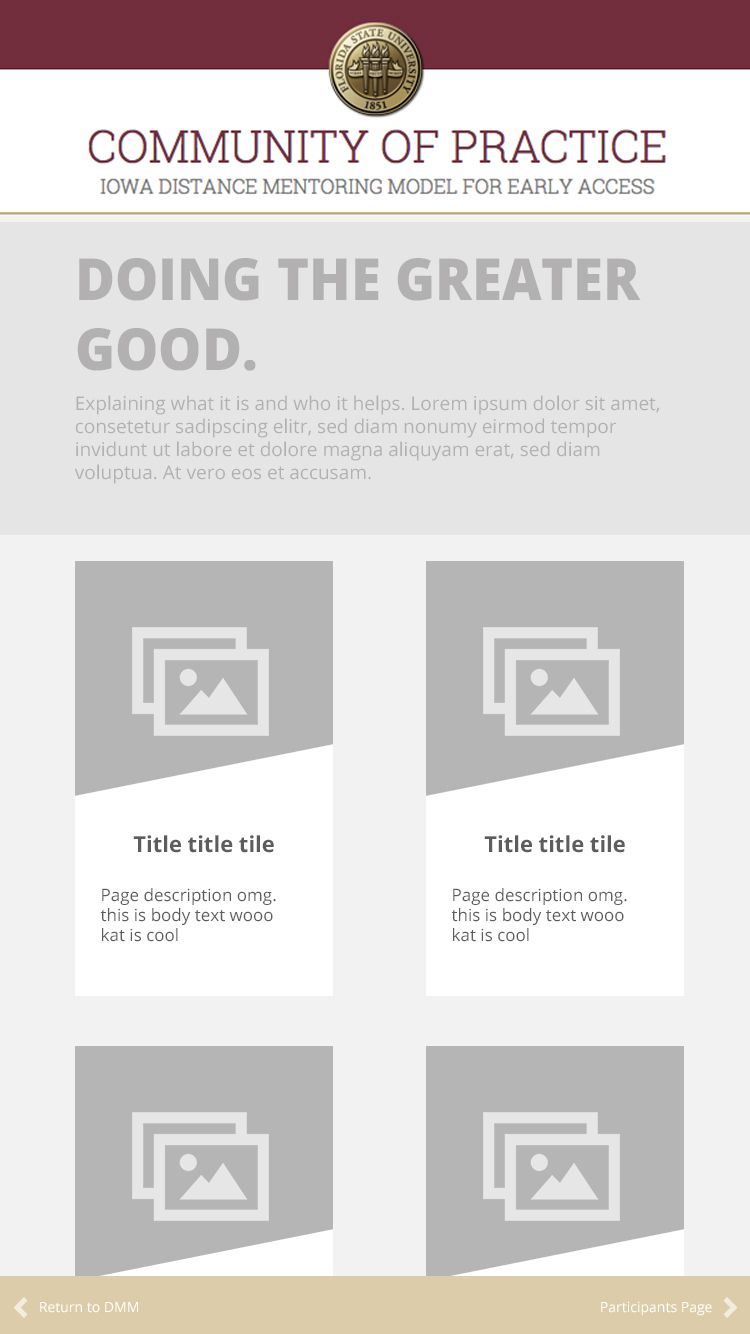 FLORIDA STATE UNIVERSITY
1851
COMMUNITY OF PRACTICE
IOWA DISTANCE MENTORING MODEL FOR EARLY ACCESS
DOING THE GREATER
GOOD.
Explaining what it is and who it helps. Lorem ipsum dolor sit amet,
consetetur sadipscing elitr, sed diam nonumy eirmod tempor
invidunt ut labore et dolore magna aliquyam erat, sed diam
voluptua. At vero eos et accusam.
Title title tile
Page description omg.
this is body text wooo
kat is cool
Title title tile
Page description omg.
this is body text wooo
kat is cool
Return to DMM
Participants Page